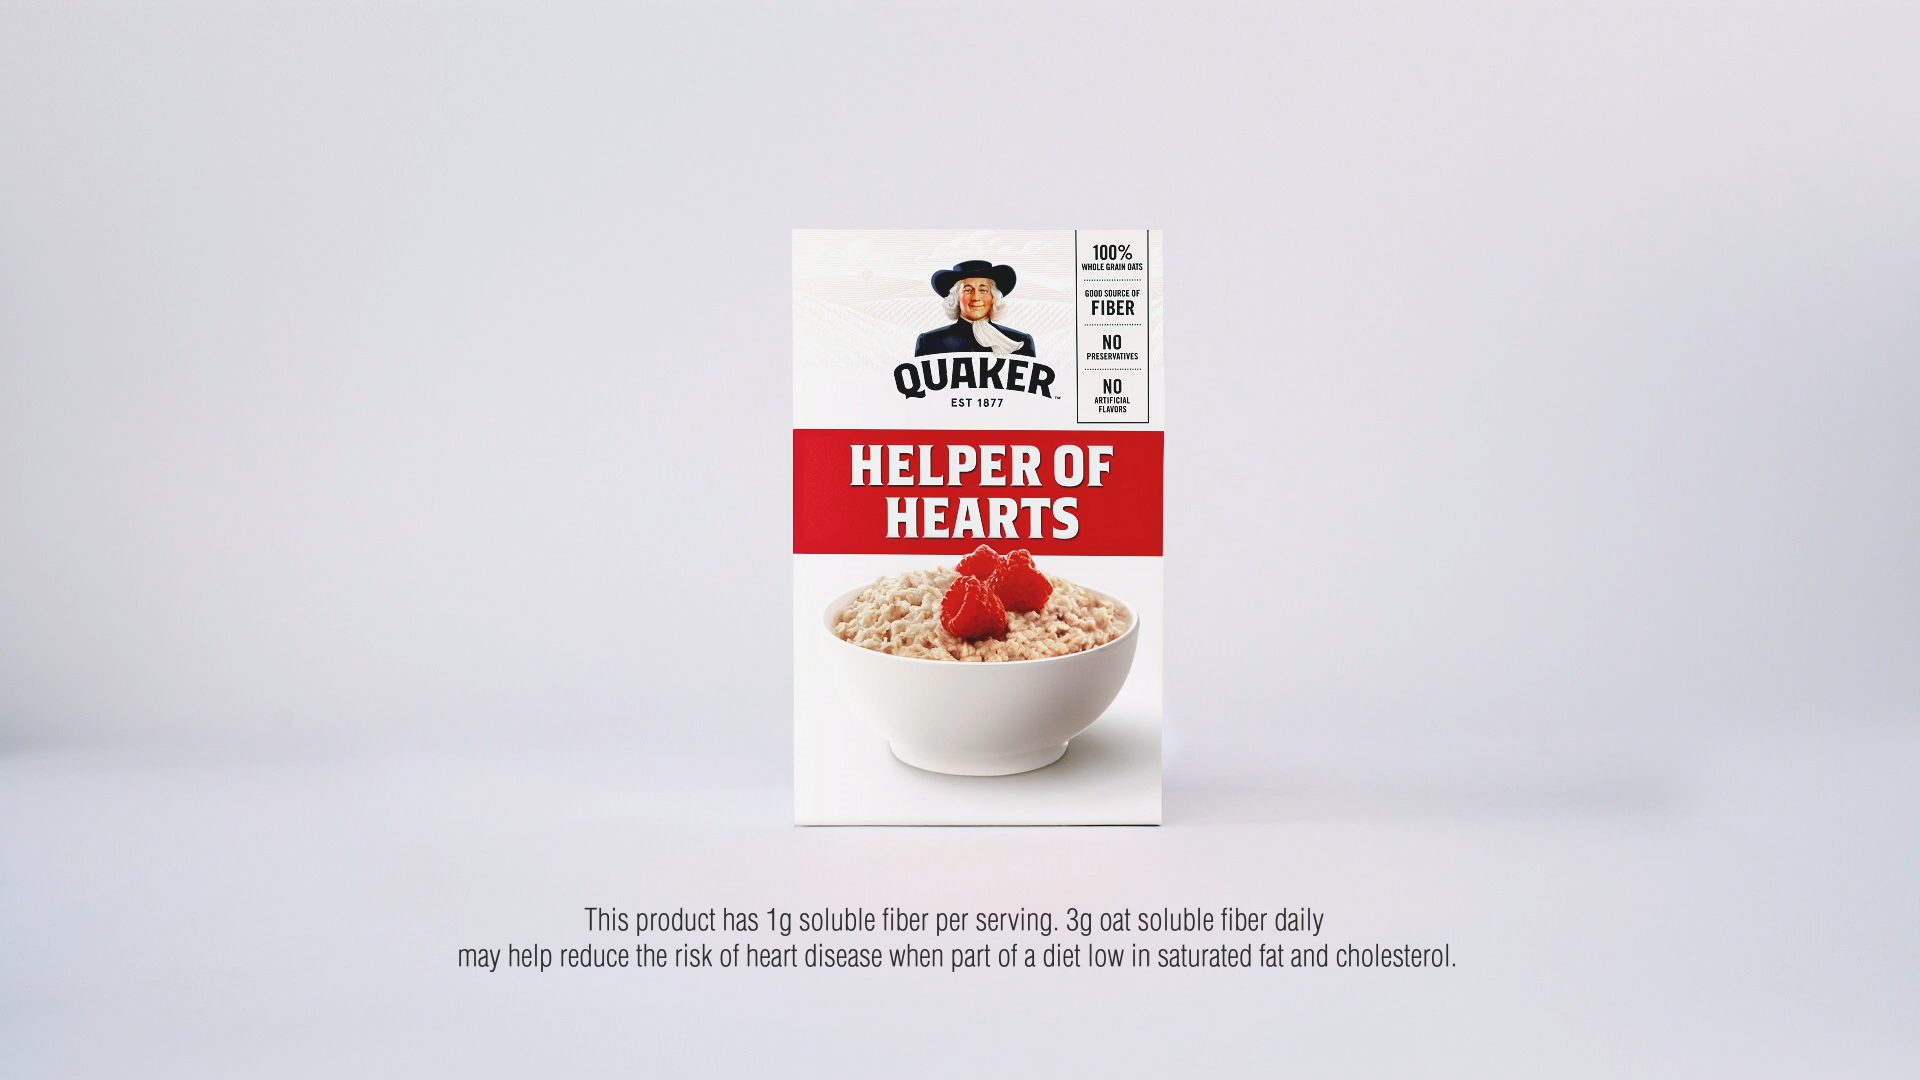 QUAKER
™
EST 1877
100%
WHOLE GRAIN OATS
GOOD SOURCE OF
FIBER
NO
PRESERVATIVES
NO
ARTIFICIAL
FLAVORS
HELPER OF
HEARTS
This product has 1g soluble fiber per serving. 3g oat soluble fiber daily
may help reduce the risk of heart disease when part of a diet low in saturated fat and cholesterol.